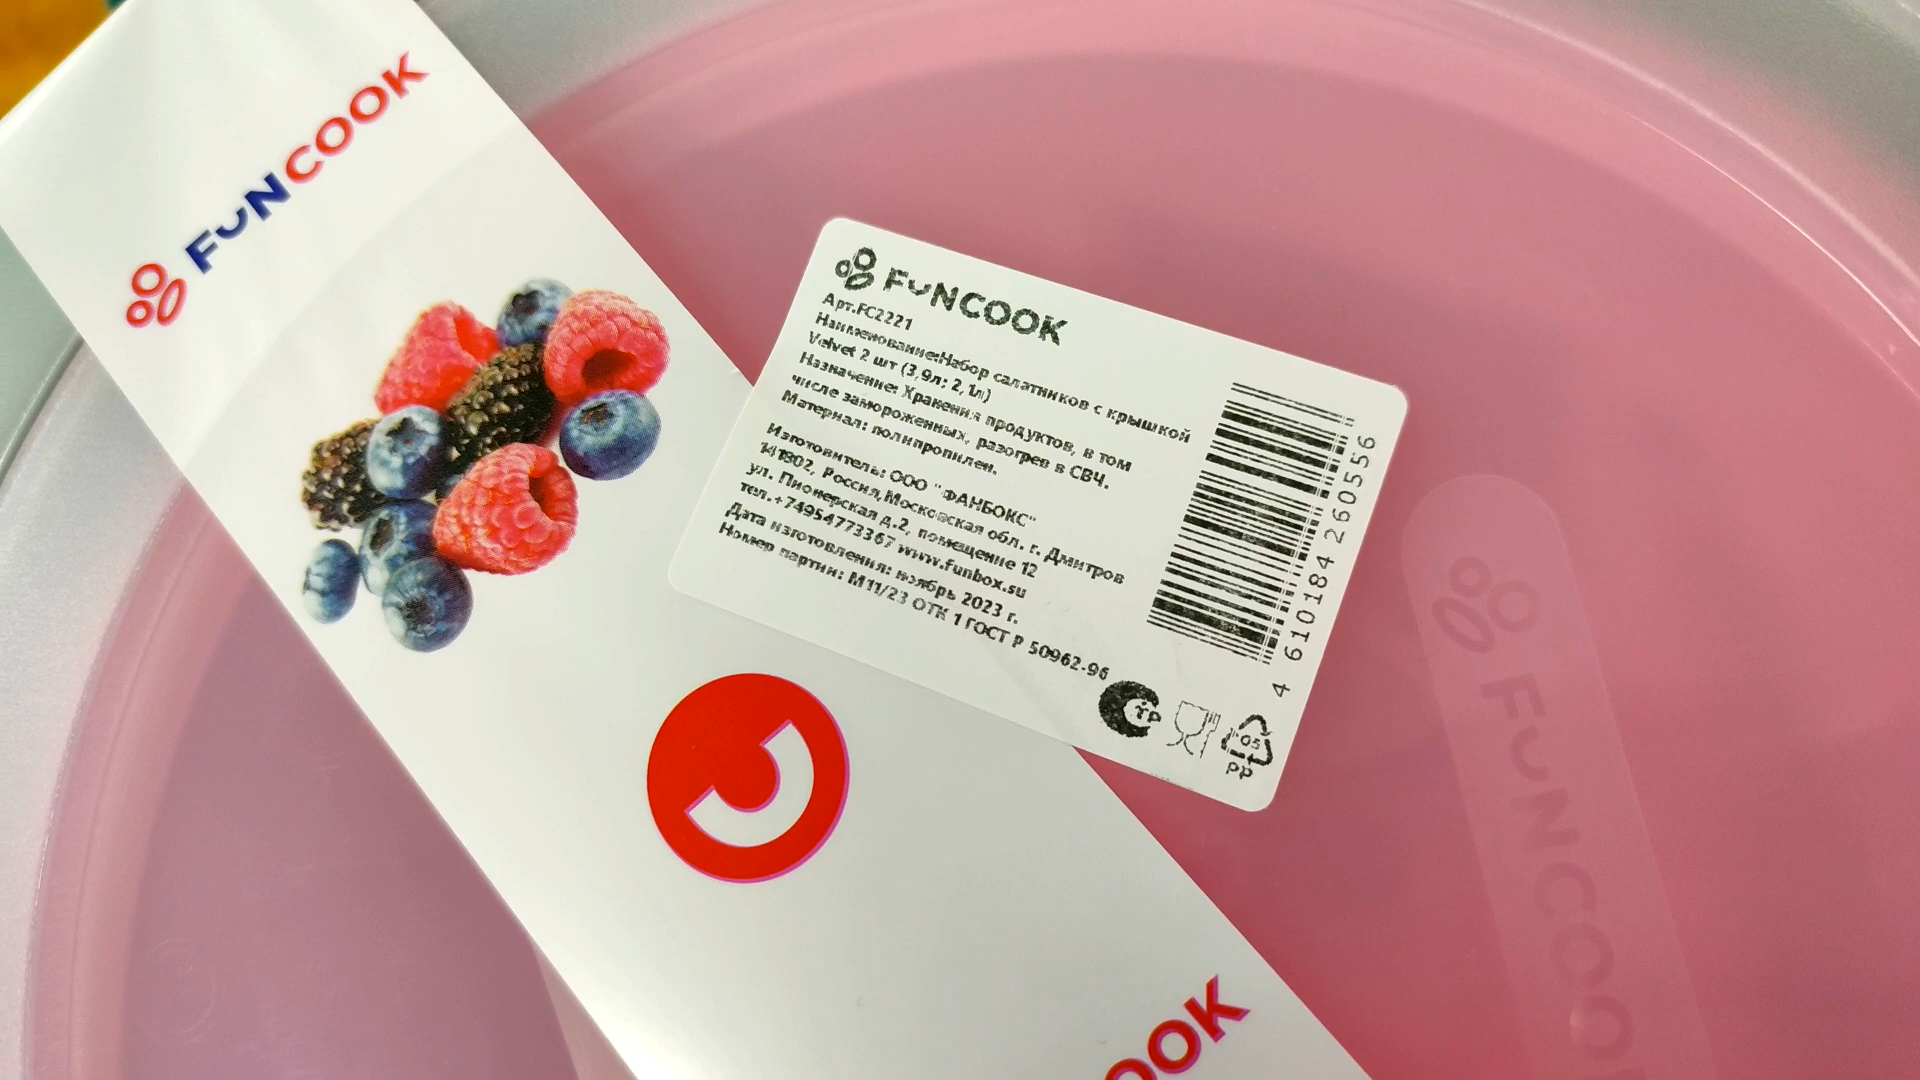 FUNCOOK
FUNCOOK
Арт.FC2221
Наименование:Набор салатников с крышкой
Velvet 2 шт (3,9л; 2,1л)
Назначение: Хранения продуктов, в том
числе замороженных, разогрев в СВЧ.
Материал: полипропилен.
Изготовитель: ООО "ФАНБОКС"
141802, Россия,Московская обл. г. Дмитров
ул. Пионерская д.2, помещение 12
тел.+74954773367 www.funbox.su
Дата изготовления: ноябрь 2023 г.
Номер партии: М11/23 ОТК 1 ГОСТ Р 50962-96
4 610184 260556
ТР
05
PP
FUNCOO
OOK